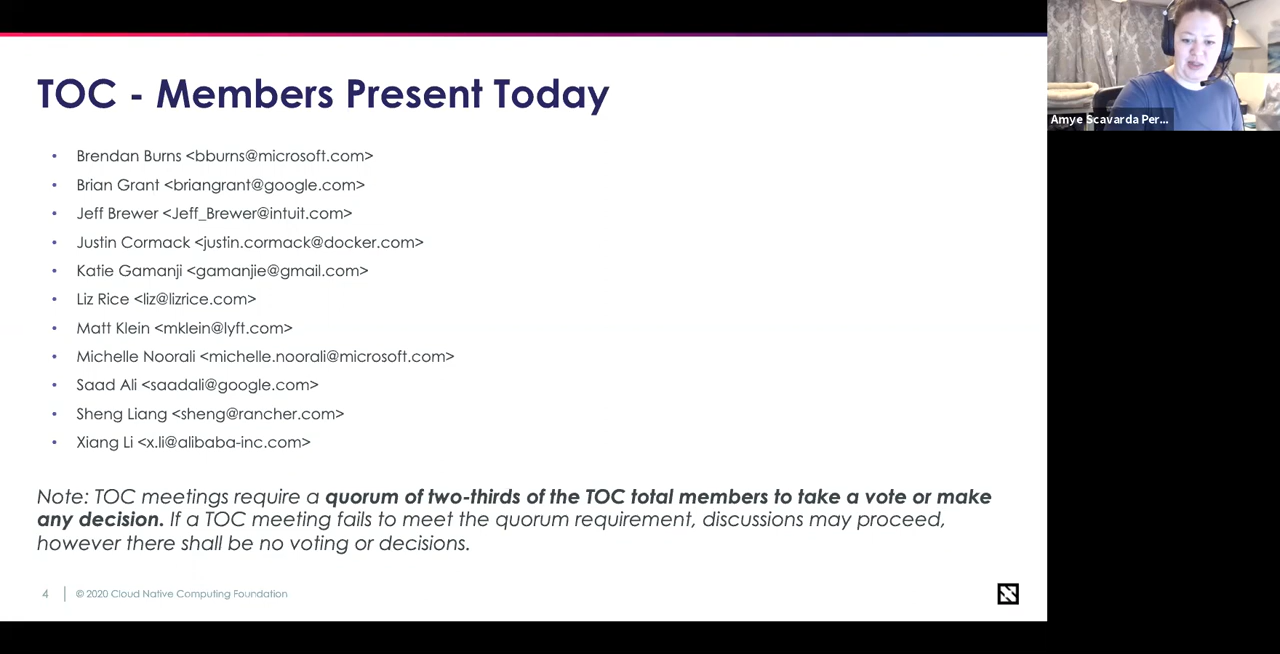 TOC - Members Present Today
• Brendan Burns <bburns@microsoft.com>
• Brian Grant <briangrant@google.com>
• Jeff Brewer <Jeff_Brewer@intuit.com>
• Justin Cormack <justin.cormack@docker.com>
• Katie Gamanji <gamanjie@gmail.com>
• Liz Rice <liz@lizrice.com>
• Matt Klein <mklein@lyft.com>
• Michelle Noorali <michelle.noorali@microsoft.com>
• Saad Ali <saadali@google.com>
• Sheng Liang <sheng@rancher.com>
• Xiang Li <x.li@alibaba-inc.com>
Note: TOC meetings require a quorum of two-thirds of the TOC total members to take a vote or make
any decision. If a TOC meeting fails to meet the quorum requirement, discussions may proceed,
however there shall be no voting or decisions.
4 © 2020 Cloud Native Computing Foundation
Amye Scavarda Per...